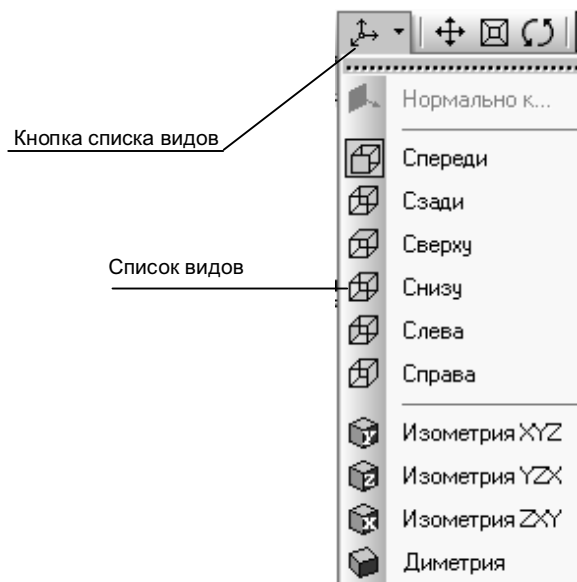 Нормально к...
Кнопка списка видов
Спереди
Сзади
Сверху
Список видов
Снизу
Слева
Справа
Изометрия XYZ
Изометрия YZX
Изометрия ZXY
Диметрия